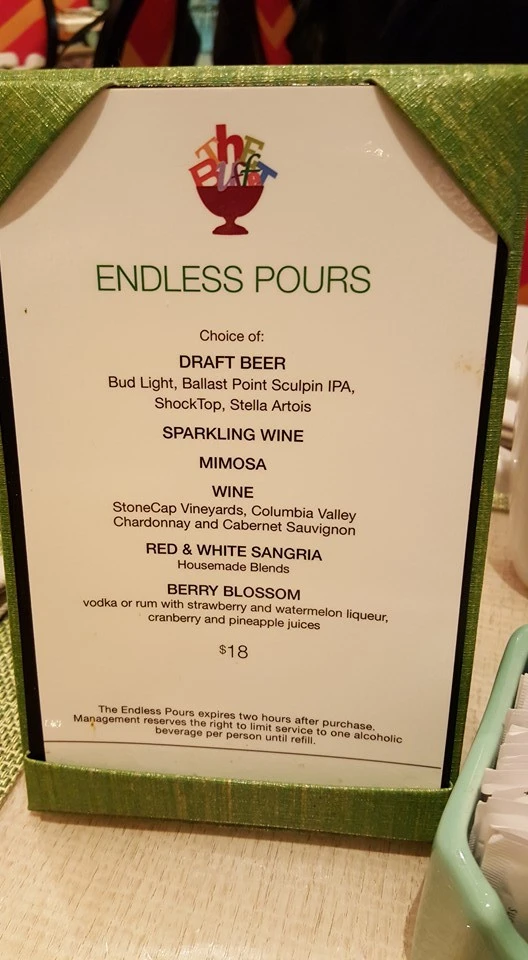 The
Buffet
ENDLESS POURS
Choice of:
DRAFT BEER
Bud Light, Ballast Point Sculpin IPA,
ShockTop, Stella Artois
SPARKLING WINE
MIMOSA
WINE
StoneCap Vineyards, Columbia Valley
Chardonnay and Cabernet Sauvignon
RED & WHITE SANGRIA
Housemade Blends
BERRY BLOSSOM
vodka or rum with strawberry and watermelon liqueur,
cranberry and pineapple juices
$18
The Endless Pours expires two hours after purchase.
Management reserves the right to limit service to one alcoholic
beverage per person until refill.